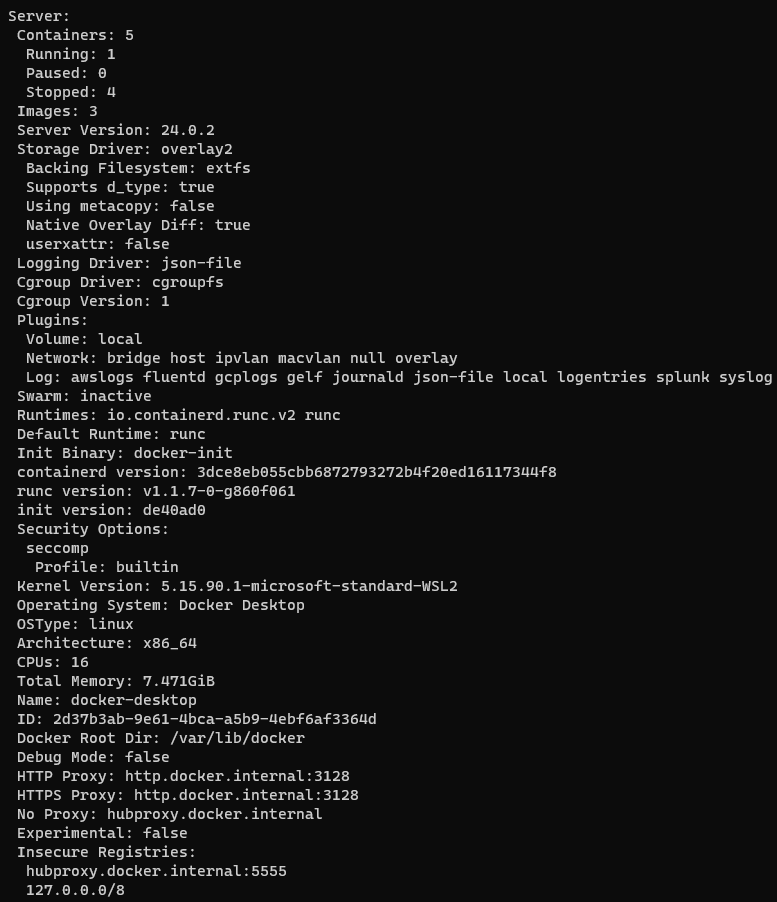 Server:
Containers: 5
Running: 1
Paused: 0
Stopped: 4
Images: 3
Server Version: 24.0.2
Storage Driver: overlay2
Backing Filesystem: extfs
Supports d_type: true
Using metacopy: false
Native Overlay Diff: true
userxattr: false
Logging Driver: json-file
Cgroup Driver: cgroupfs
Cgroup Version: 1
Plugins:
Volume: local
Network: bridge host ipvlan macvlan null overlay
Log: awslogs fluentd gcplogs gelf journald json-file local logentries splunk syslog
Swarm: inactive
Runtimes: io.containerd.runc.v2 runc
Default Runtime: runc
Init Binary: docker-init
containerd version: 3dce8eb055cbb6872793272b4f20ed16117344f8
runc version: v1.1.7-0-g860f061
init version: de40ad0
Security Options:
seccomp
Profile: builtin
Kernel Version: 5.15.90.1-microsoft-standard-WSL2
Operating System: Docker Desktop
OSType: linux
Architecture: x86_64
CPUs: 16
Total Memory: 7.471GiB
Name: docker-desktop
ID: 2d37b3ab-9e61-4bca-a5b9-4ebf6af3364d
Docker Root Dir: /var/lib/docker
Debug Mode: false
HTTP Proxy: http.docker.internal:3128
HTTPS Proxy: http.docker.internal:3128
No Proxy: hubproxy.docker.internal
Experimental: false
Insecure Registries:
hubproxy.docker.internal:5555
127.0.0.0/8